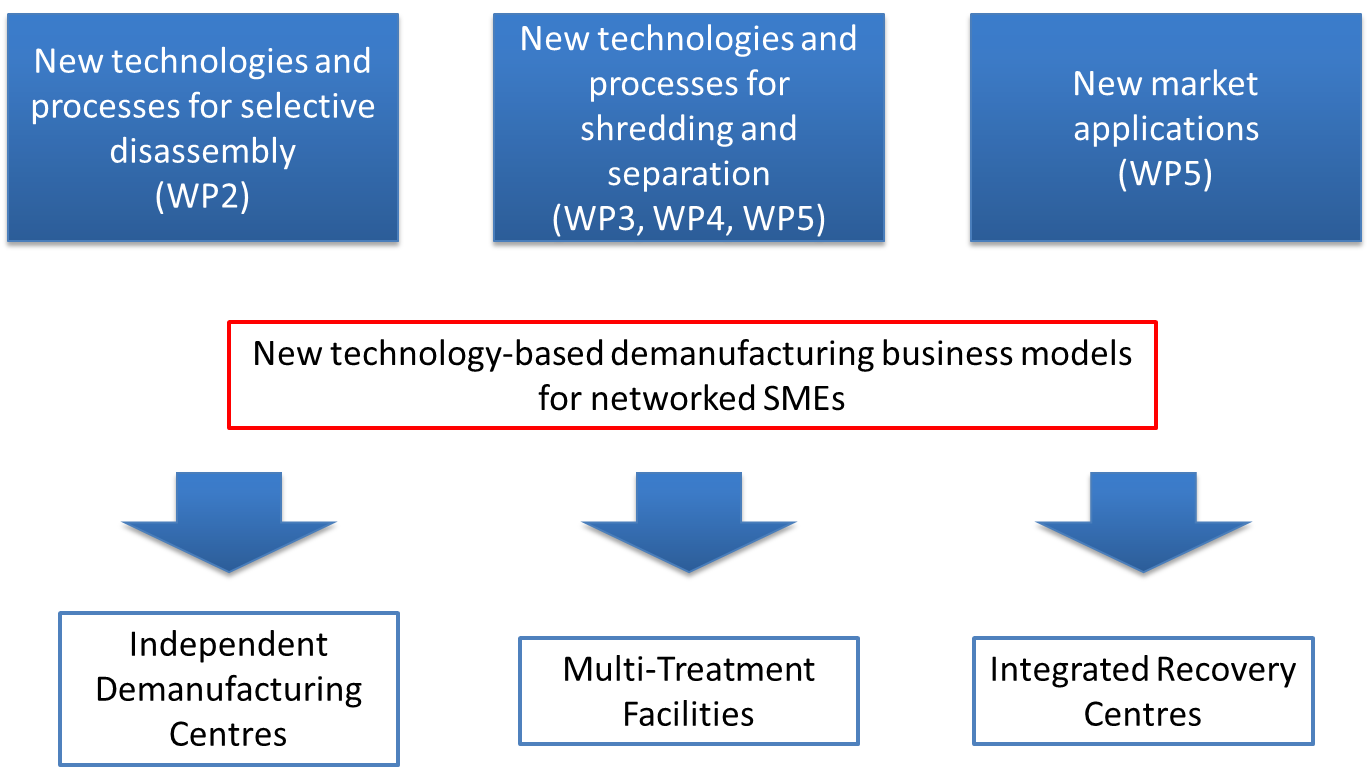 New technologies and
processes for selective
disassembly
(WP2)
New technologies and
processes for
shredding and
separation
(WP3, WP4, WP5)
New market
applications
(WP5)
New technology-based demanufacturing business models
for networked SMEs
Independent
Demanufacturing
Centres
Multi-Treatment
Facilities
Integrated Recovery
Centres